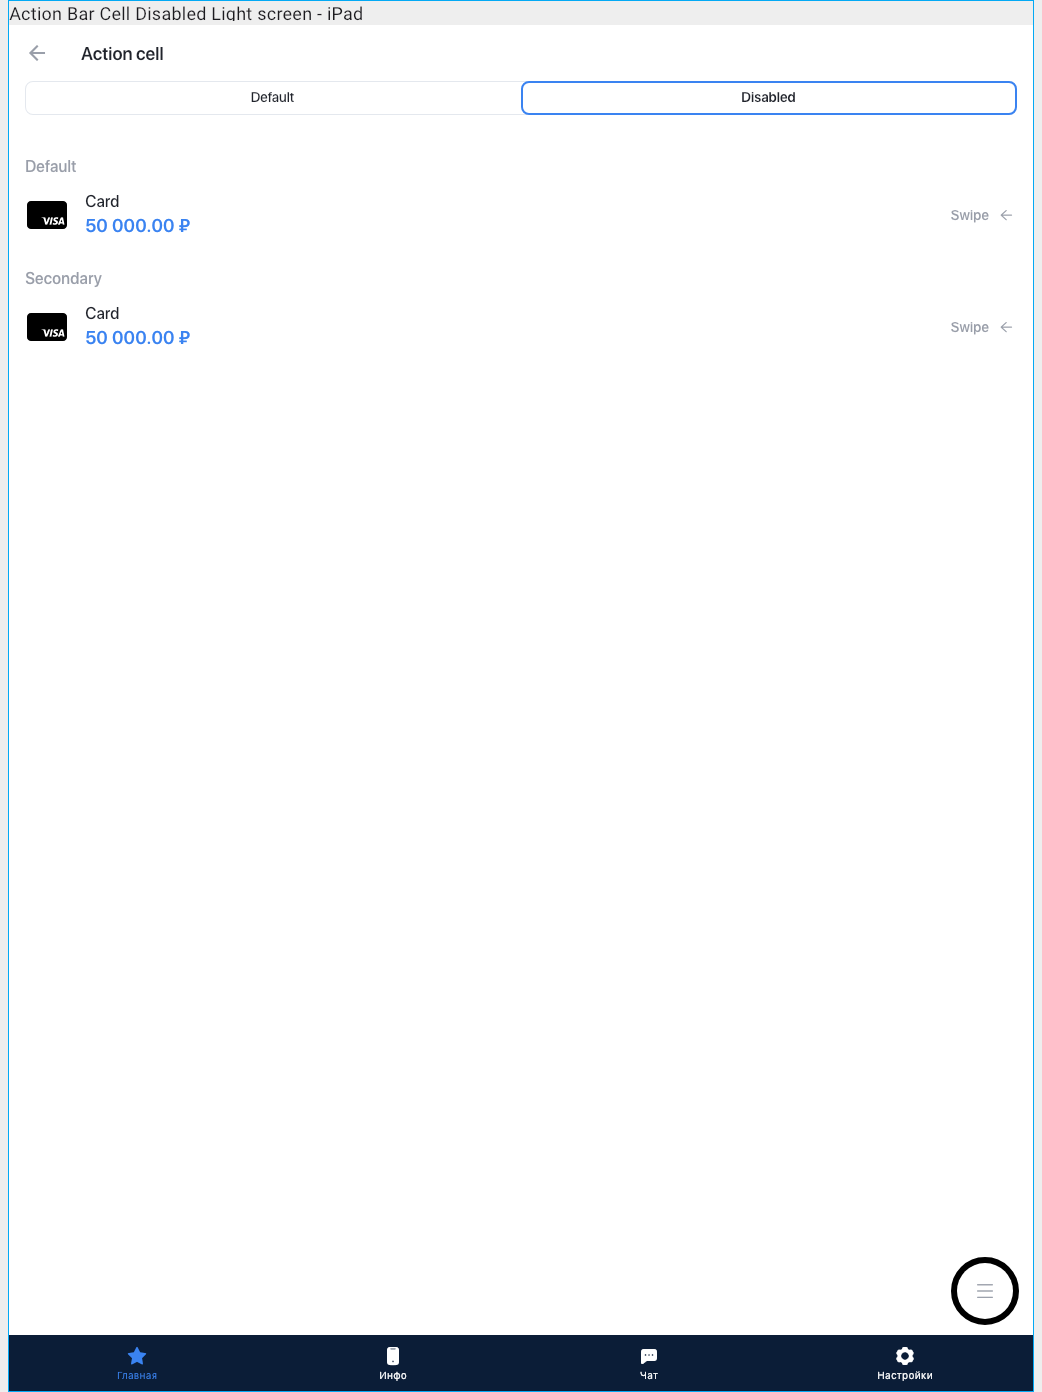 Action Bar Cell Disabled Light screen - iPad
Action cell
Default
Disabled
Default
VISA
Card
50 000.00 ₽
Swipe
Secondary
VISA
Card
50 000.00 ₽
Swipe
Главная
Инфо
Чат
Настройки